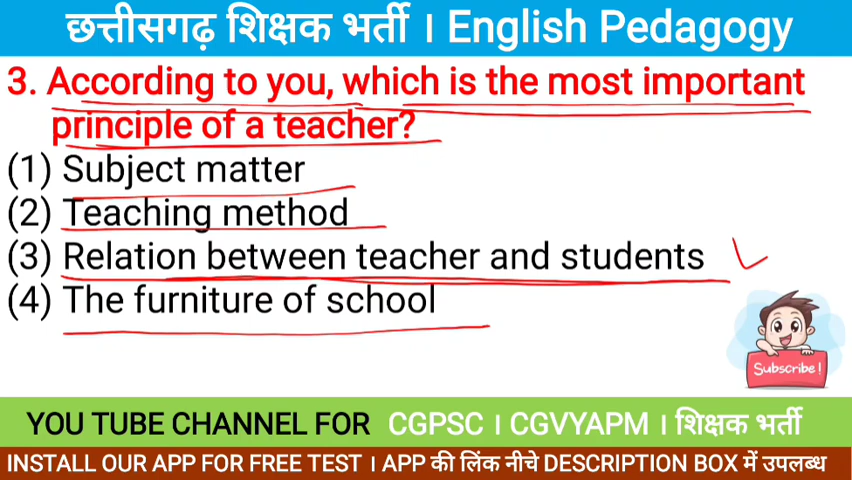 छत्तीसगढ़ शिक्षक भर्ती । English Pedagogy
3. According to you, which is the most important
principle of a teacher?
(1) Subject matter
(2) Teaching method
(3) Relation between teacher and students
(4) The furniture of school
Subscribe!
YOU TUBE CHANNEL FOR CGPSC । CGVYAPM । शिक्षक भर्ती
INSTALL OUR APP FOR FREE TEST । APP की लिंक नीचे DESCRIPTION BOX में उपलब्ध